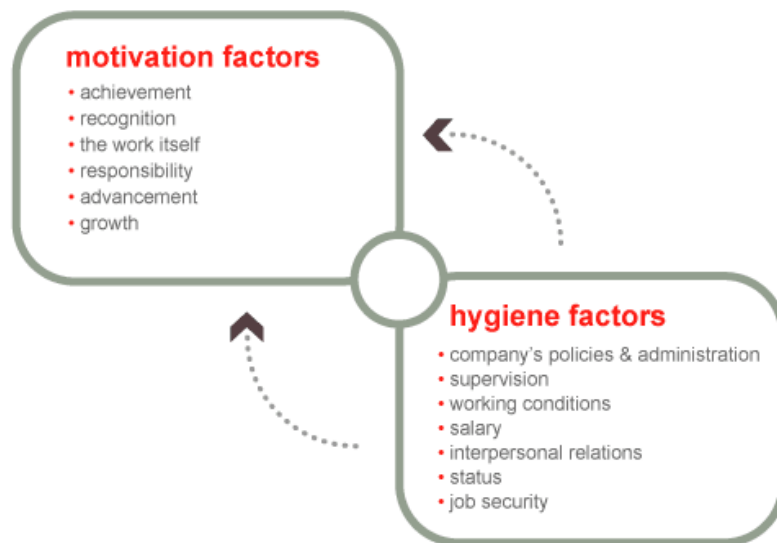 motivation factors
• achievement
• recognition
• the work itself
• responsibility
• advancement
• growth
hygiene factors
• company's policies & administration
• supervision
• working conditions
• salary
• interpersonal relations
• status
• job security